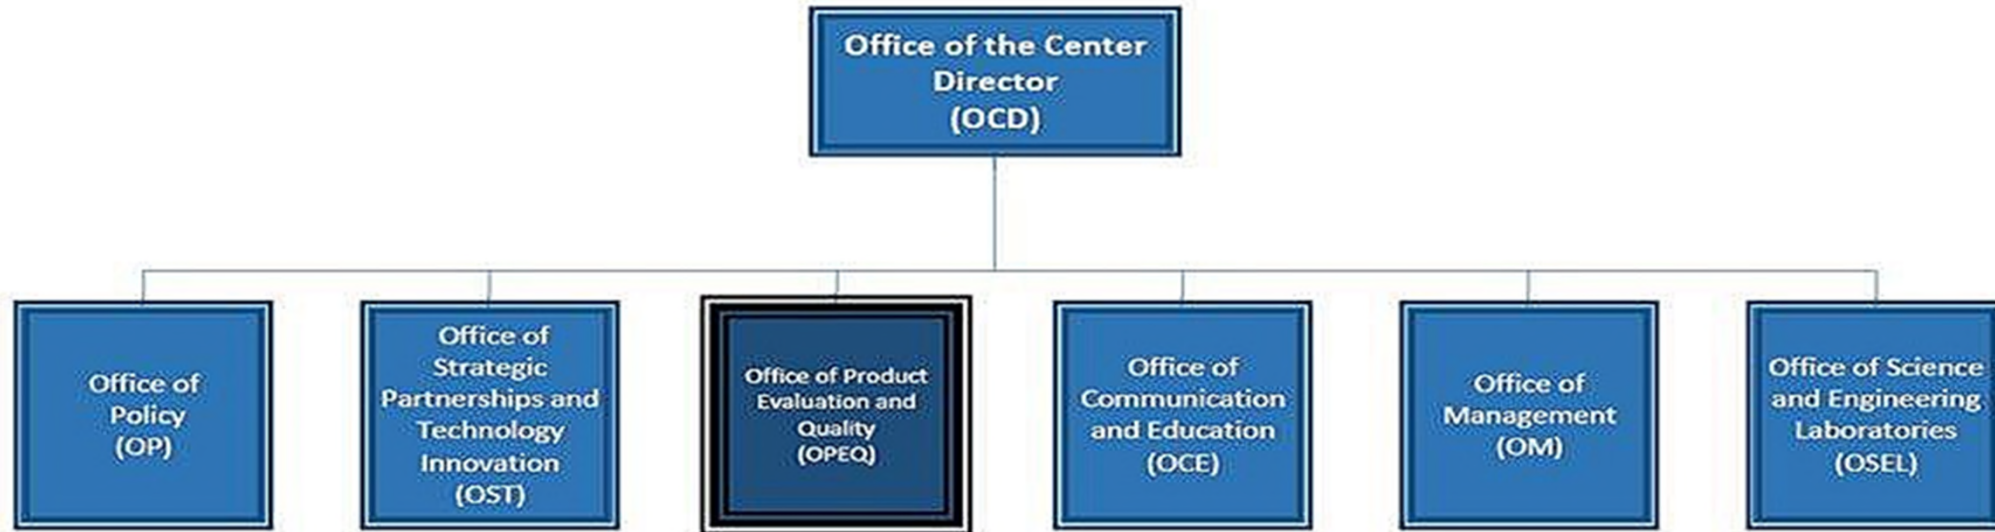 Office of the Center
Director
(OCD)
Office of
Policy
(OP)
Office of
Strategic
Partnerships and
Technology
Innovation
(OST)
Office of Product
Evaluation and
Quality
(OPEQ)
Office of
Communication
and Education
(OCE)
Office of
Management
(OM)
Office of Science
and Engineering
Laboratories
(OSEL)